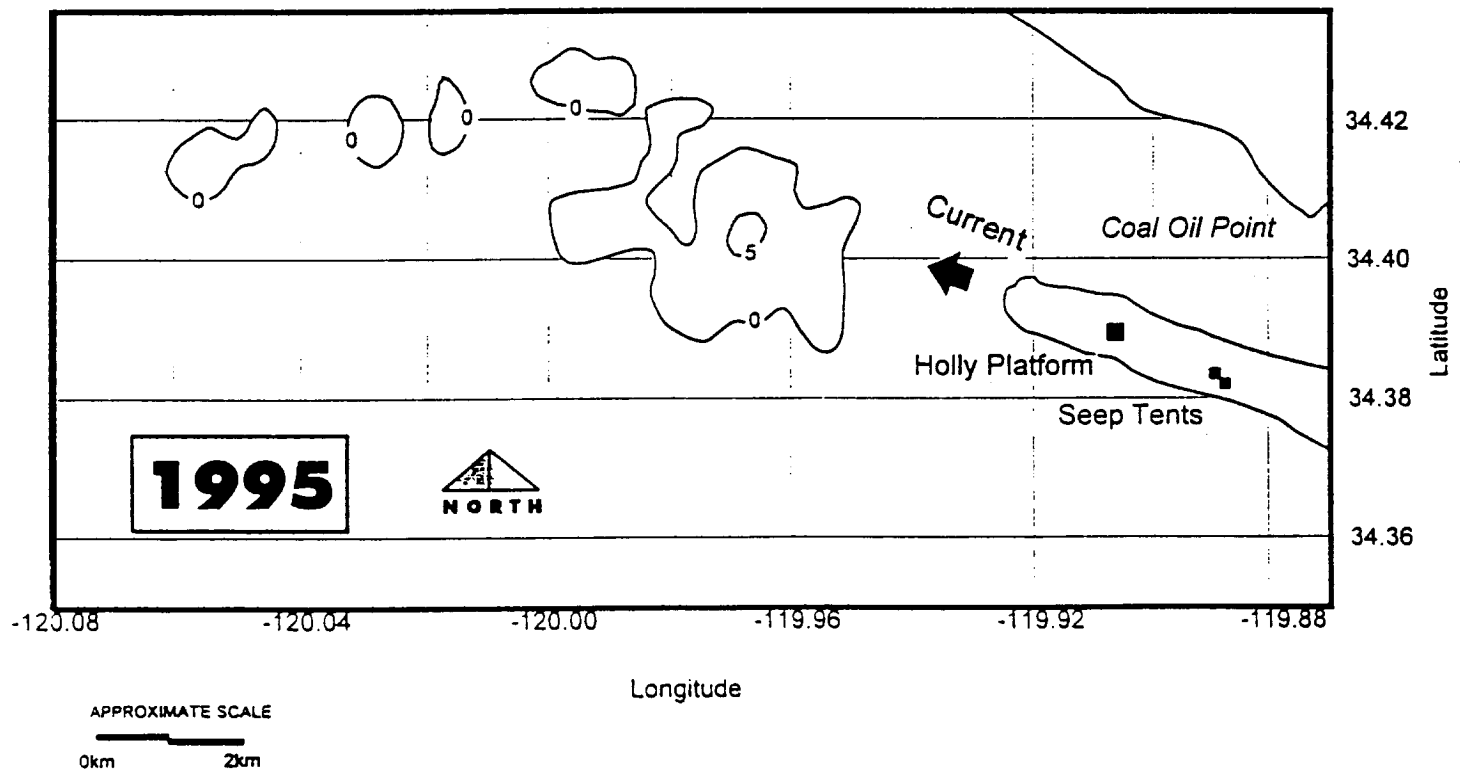 0
0
0
0
34.42
Current
Coal Oil Point
5
34.40
0
Latitude
Holly Platform
34.38
Seep Tents
1995
NORTH
34.36
-120.08
-120.04
-120.00
-119.96
-119.92
-119.88
Longitude
APPROXIMATE SCALE
0km
2km